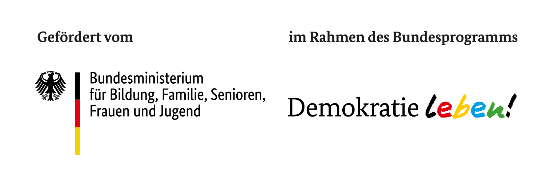 Gefördert vom
im Rahmen des Bundesprogramms
Bundesministerium
für Bildung, Familie, Senioren,
Frauen und Jugend
Demokratie leben!